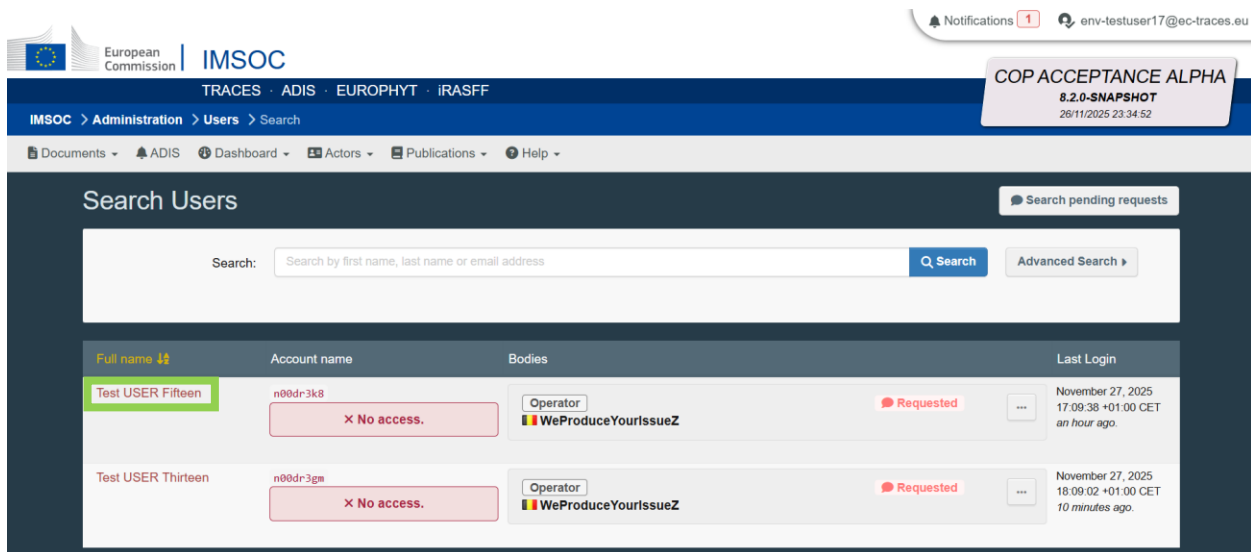 Notifications 1 env-testuser17@ec-traces.eu
European
Commission
IMSOC
TRACES · ADIS · EUROPHYT · iRASFF
COP ACCEPTANCE ALPHA
8.2.0-SNAPSHOT
26/11/2025 23:34:52
IMSOC > Administration > Users > Search
Documents ADIS Dashboard Actors Publications Help
Search Users
Search pending requests
Search: Search by first name, last name or email address Search Advanced Search
Full name Account name Bodies Last Login
Test USER Fifteen
n00dr3k8
× No access.
Operator
WeProduceYourIssueZ
Requested
...
November 27, 2025
17:09:38 +01:00 CET
an hour ago.
Test USER Thirteen
n00dr3gm
× No access.
Operator
WeProduceYourIssueZ
Requested
...
November 27, 2025
18:09:02 +01:00 CET
10 minutes ago.